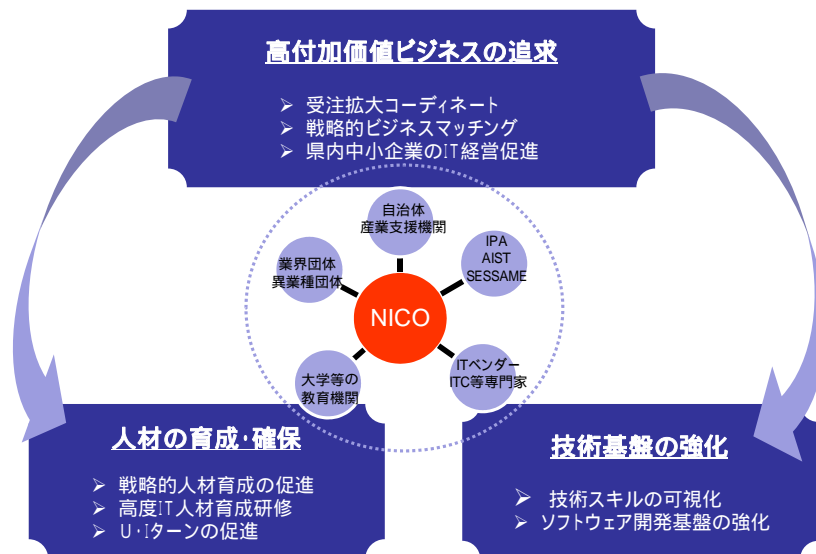 高付加価値ビジネスの追求
➢ 受注拡大コーディネート
➢ 戦略的ビジネスマッチング
➢ 県内中小企業のIT経営促進
自治体
産業支援機関
IPA
AIST
SESSAME
業界団体
異業種団体
NICO
ITベンダー
ITC等専門家
大学等の
教育機関
人材の育成・確保
➢ 戦略的人材育成の促進
➢ 高度IT人材育成研修
➢ U・Iターンの促進
技術基盤の強化
➢ 技術スキルの可視化
➢ ソフトウェア開発基盤の強化